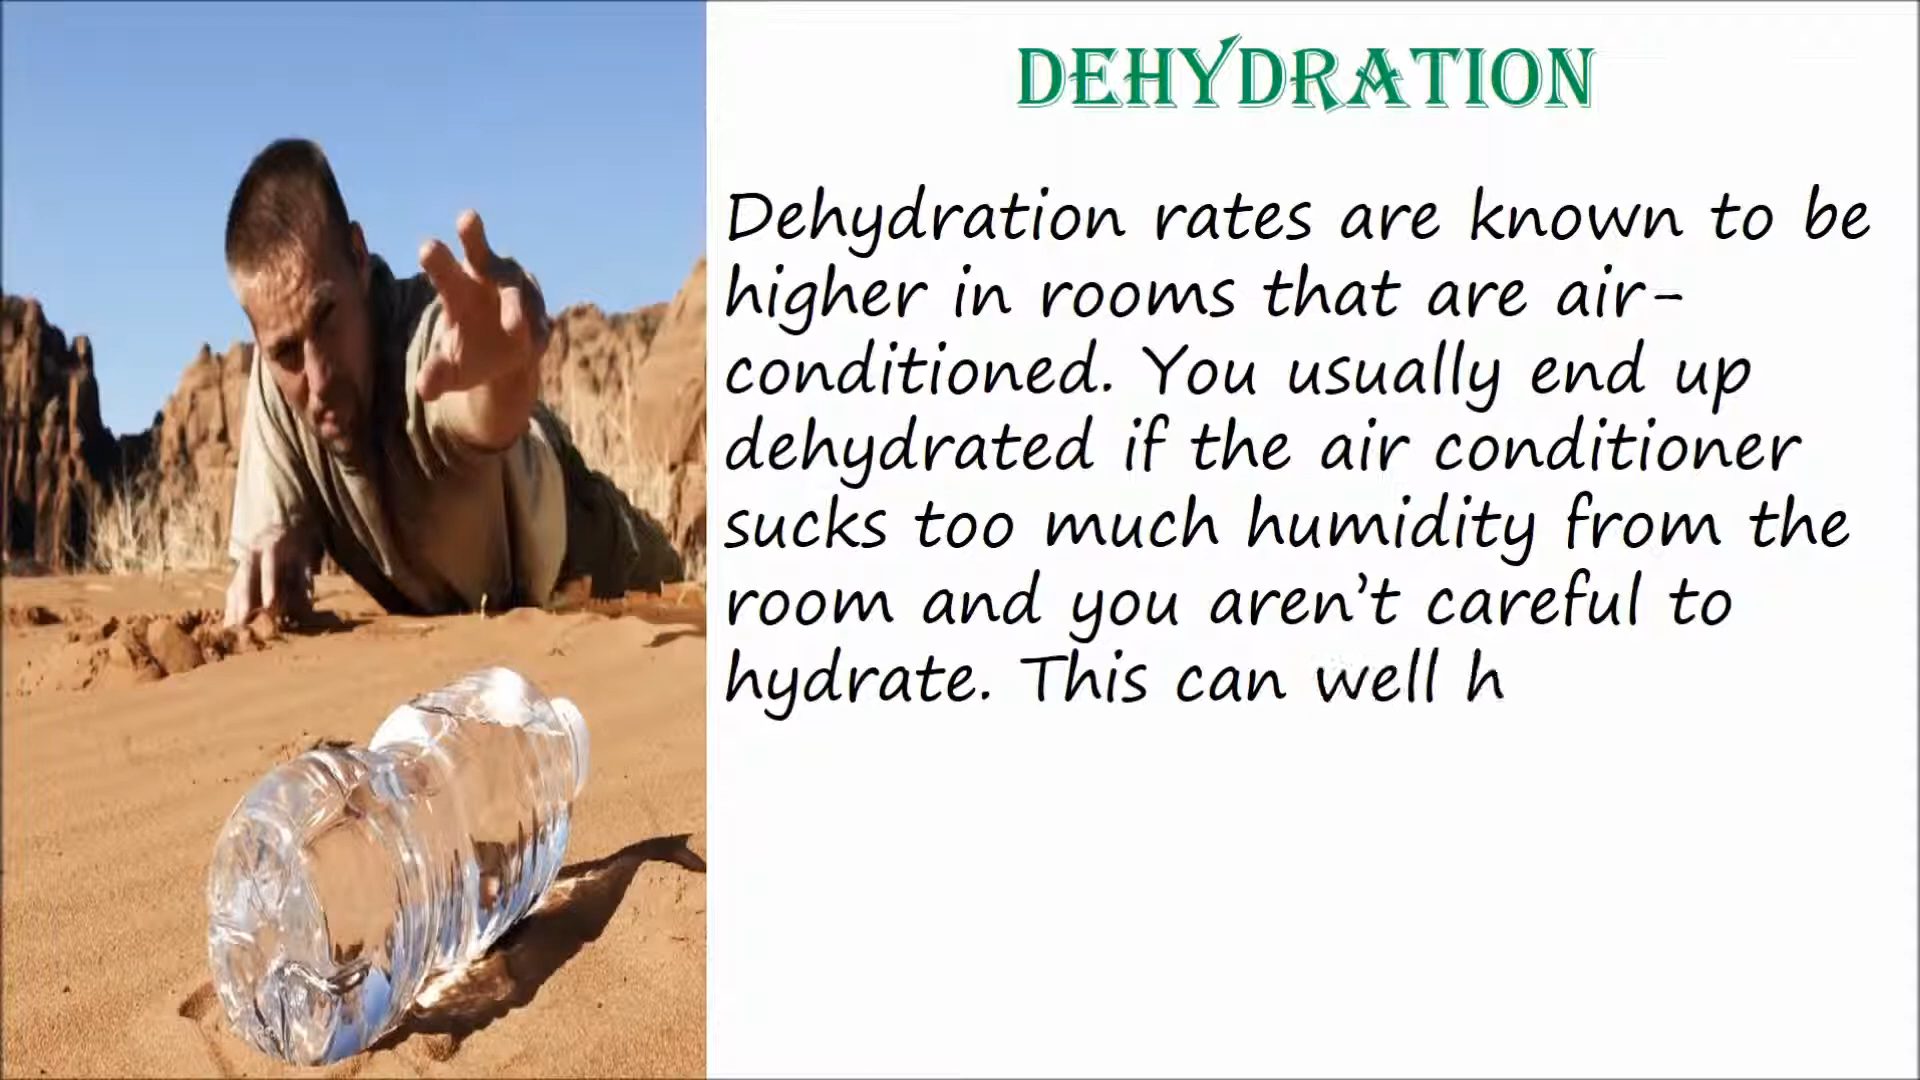 DEHYDRATION
Dehydration rates are known to be
higher in rooms that are air-
conditioned. You usually end up
dehydrated if the air conditioner
sucks too much humidity from the
room and you aren’t careful to
hydrate. This can well h